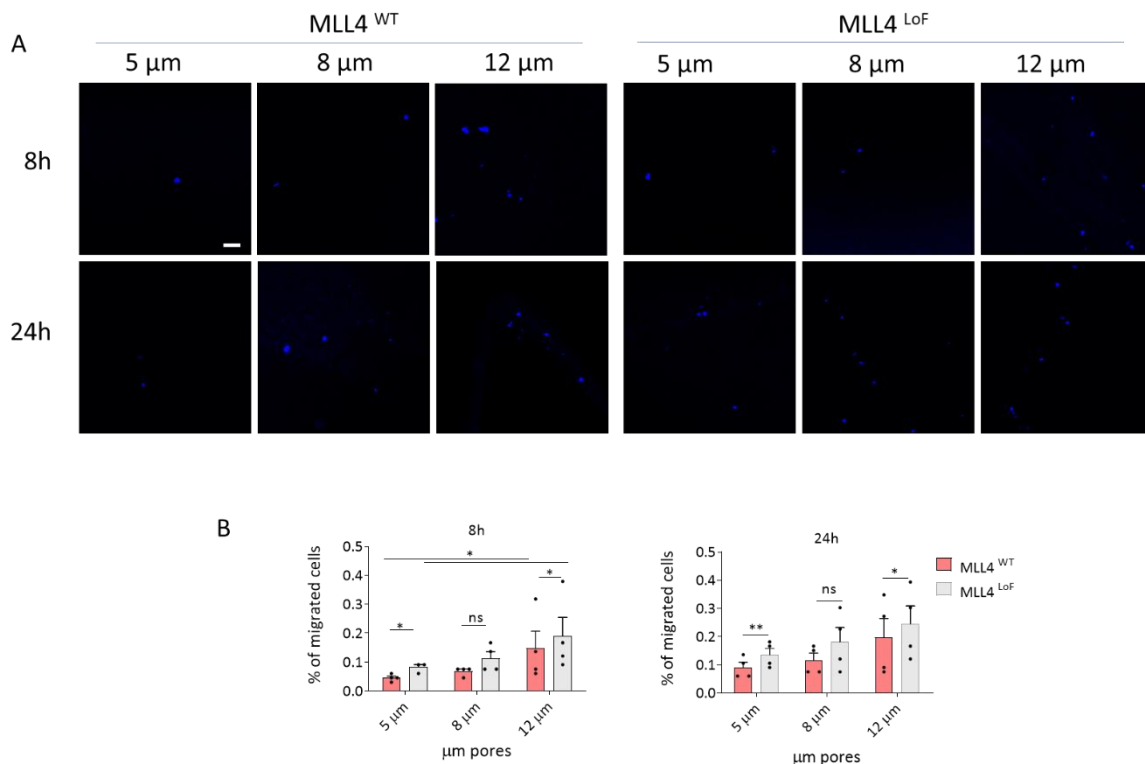 A
MLL4 WT
MLL4 LoF
5 μm
8 μm
12 μm
5 μm
8 μm
12 μm
8h
24h
B
8h
% of migrated cells
0.5
0.4
0.3
0.2
0.1
0.0
*
*
ns
*
5 μm
8 μm
12 μm
μm pores
24h
% of migrated cells
0.5
0.4
0.3
0.2
0.1
0.0
**
ns
*
5 μm
8 μm
12 μm
μm pores
MLL4 WT
MLL4 LoF